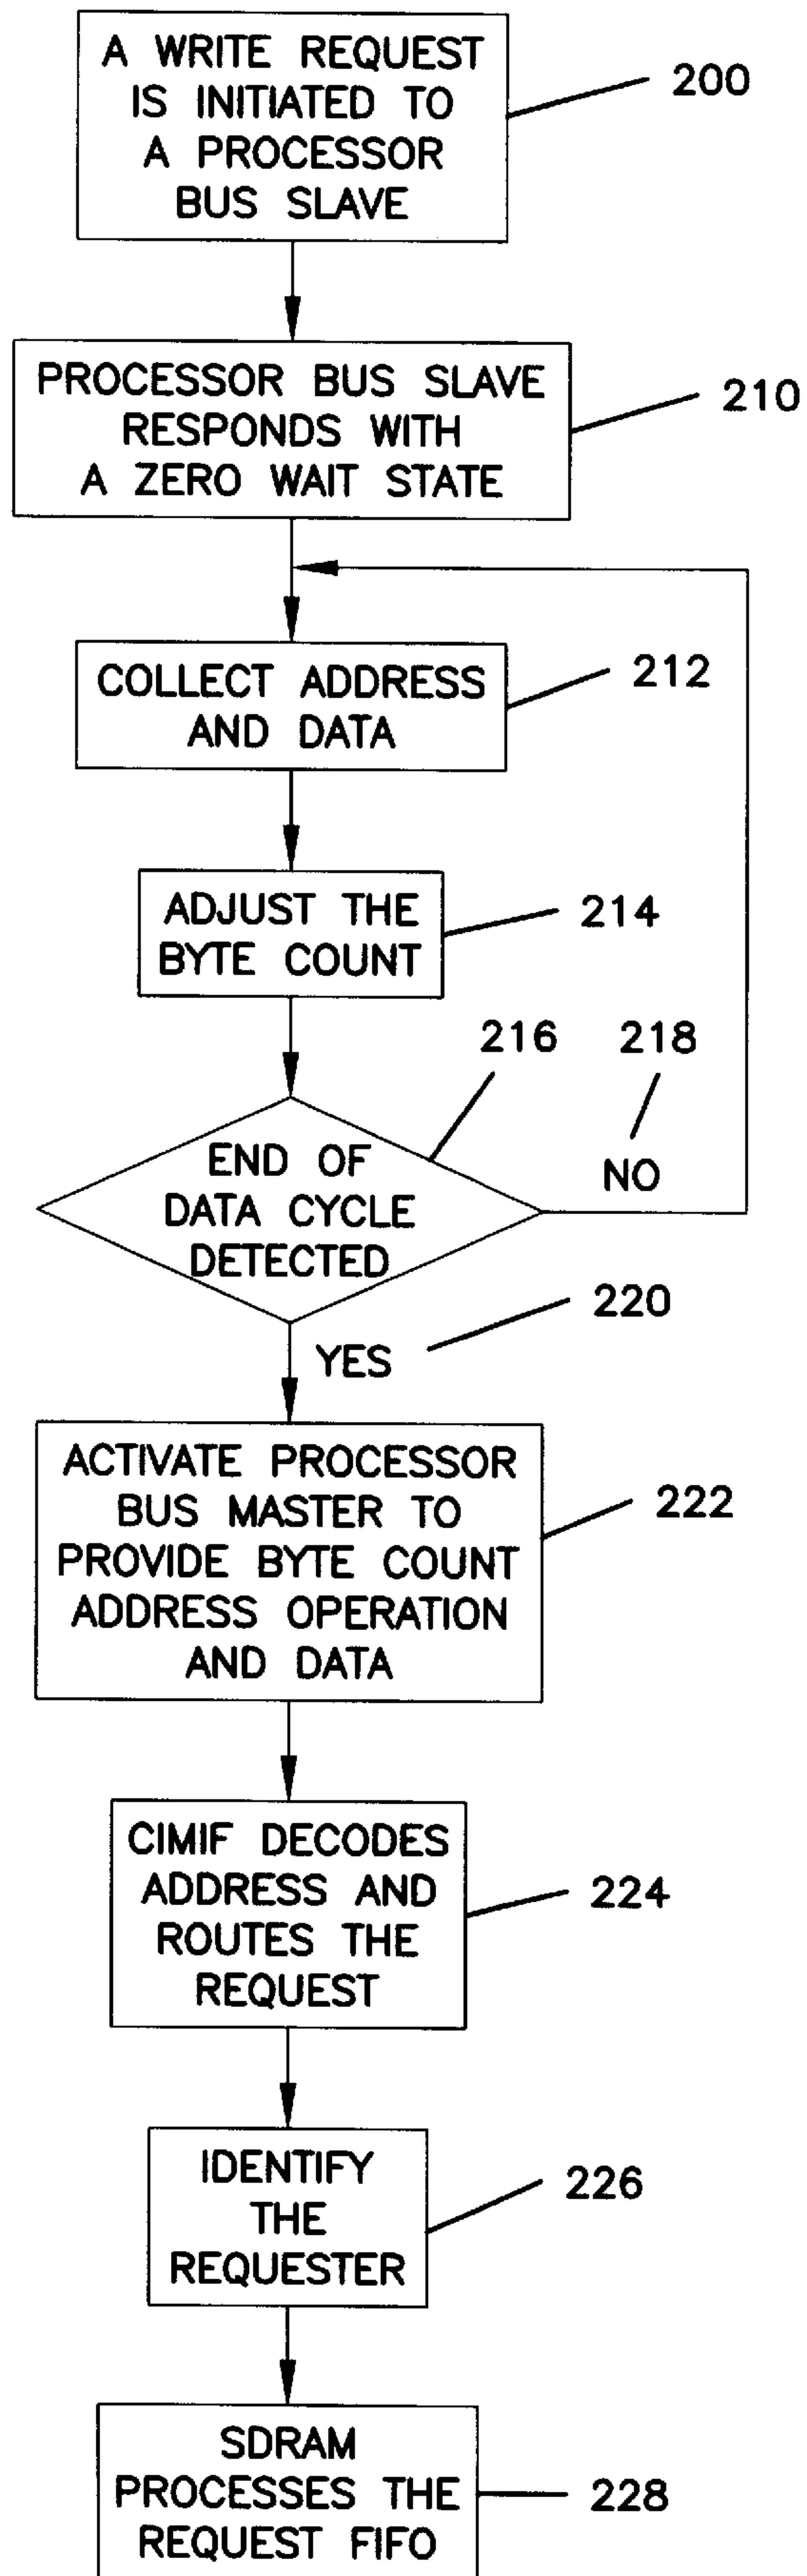 A WRITE REQUEST
IS INITIATED TO
A PROCESSOR
BUS SLAVE
200
PROCESSOR BUS SLAVE
RESPONDS WITH
A ZERO WAIT STATE
210
COLLECT ADDRESS
AND DATA
212
ADJUST THE
BYTE COUNT
214
216
218
END OF
DATA CYCLE
DETECTED
NO
220
YES
ACTIVATE PROCESSOR
BUS MASTER TO
PROVIDE BYTE COUNT
ADDRESS OPERATION
AND DATA
222
CIMIF DECODES
ADDRESS AND
ROUTES THE
REQUEST
224
IDENTIFY
THE
REQUESTER
226
SDRAM
PROCESSES THE
REQUEST FIFO
228